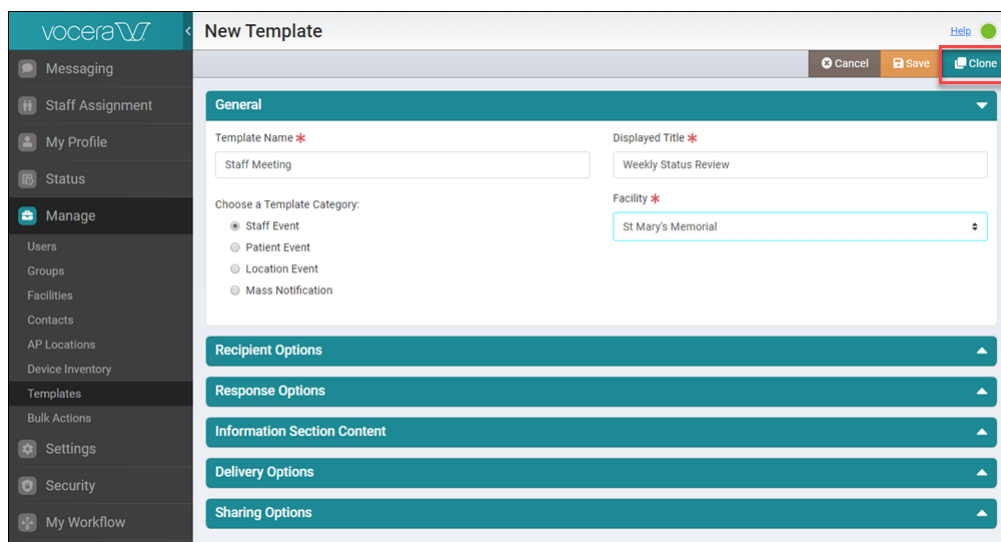 vocera
New Template
Help
Messaging
Cancel
Save
Clone
Staff Assignment
My Profile
Status
Manage
Users
Groups
Facilities
Contacts
AP Locations
Device Inventory
Templates
Bulk Actions
Settings
Security
My Workflow
General
Template Name *
Displayed Title *
Staff Meeting
Weekly Status Review
Choose a Template Category:
Facility *
Staff Event
St Mary's Memorial
Patient Event
Location Event
Mass Notification
Recipient Options
Response Options
Information Section Content
Delivery Options
Sharing Options